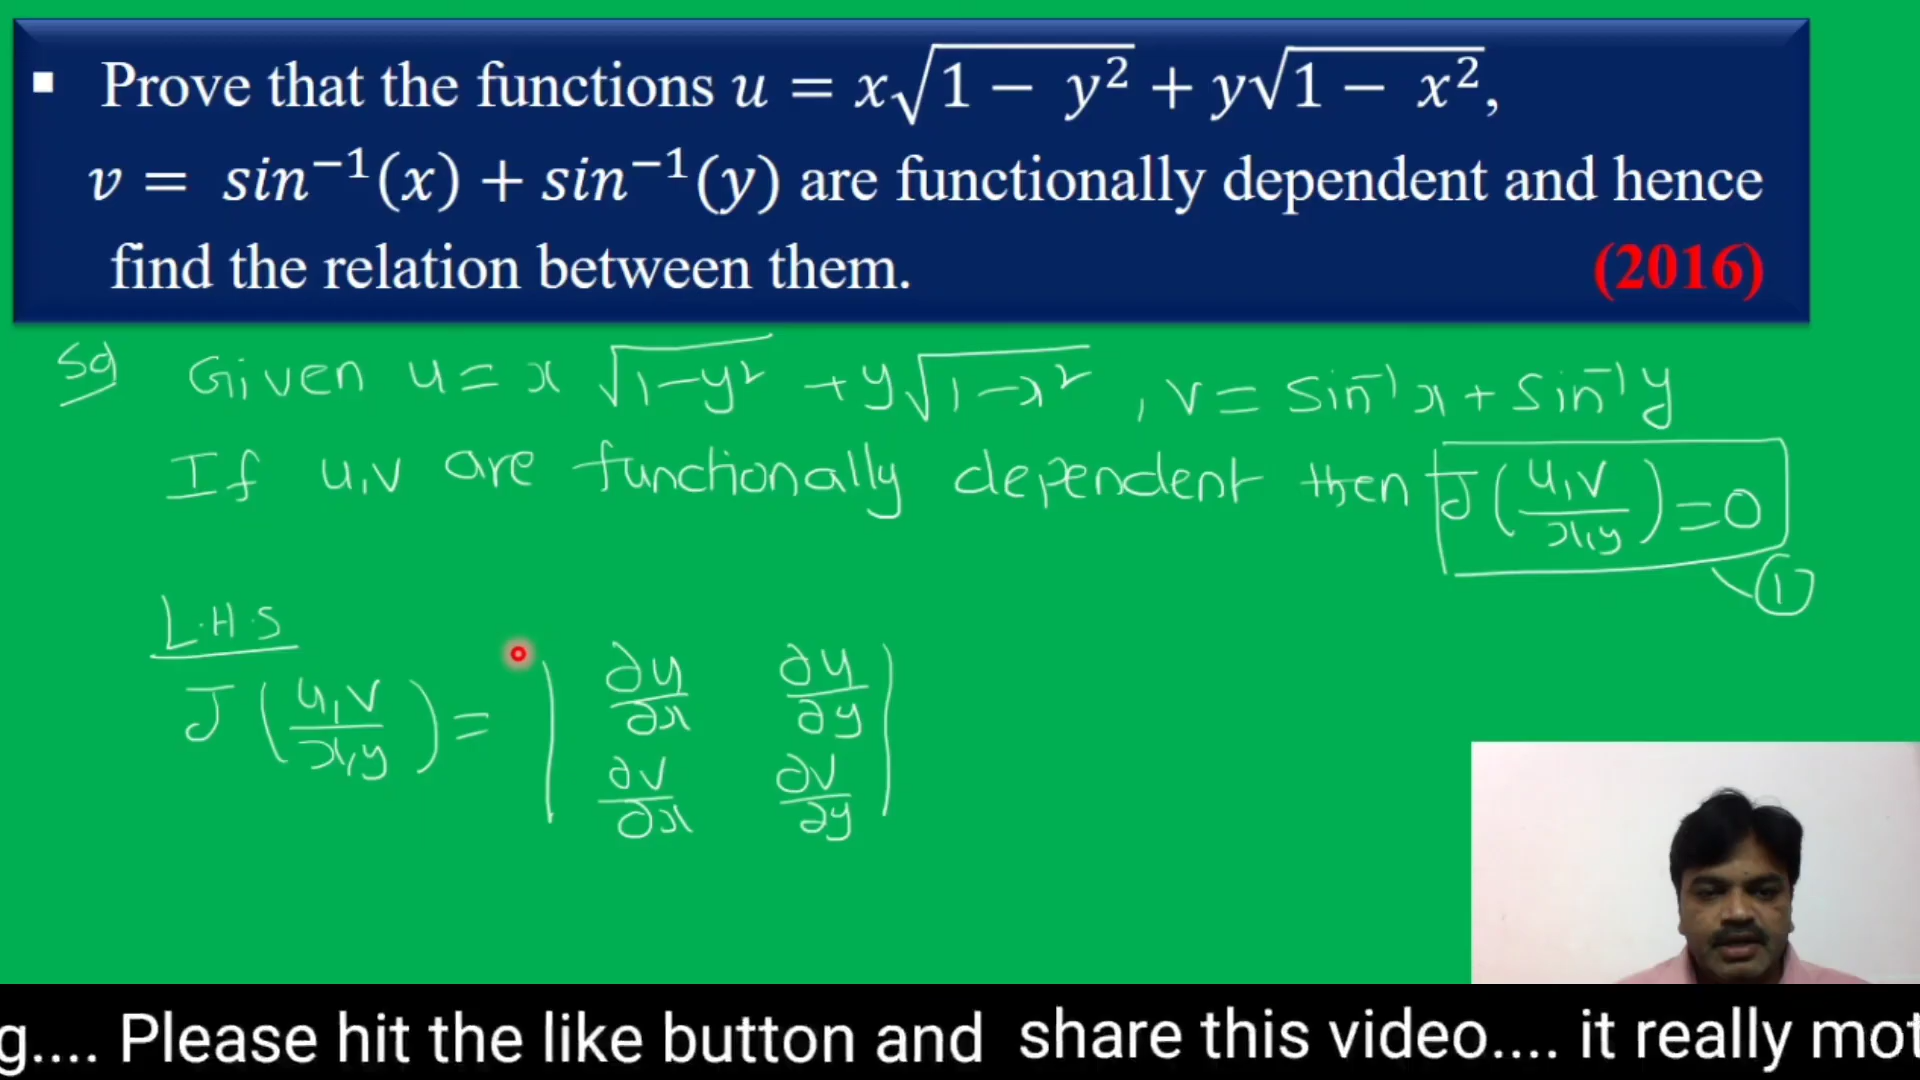 ▪ Prove that the functions u = x√(1 − y²) + y√(1 − x²),
v = sin⁻¹(x) + sin⁻¹(y) are functionally dependent and hence
find the relation between them. (2016)
Sol Given u = x √(1−y²) + y√(1−x²) , v = Sin⁻¹x + Sin⁻¹y
If u,v are functionally dependent then J(u,v/x,y) = 0
①
L.H.S
J(u,v/x,y) = | ∂u/∂x ∂u/∂y |
| ∂v/∂x ∂v/∂y |
g.... Please hit the like button and share this video.... it really mot